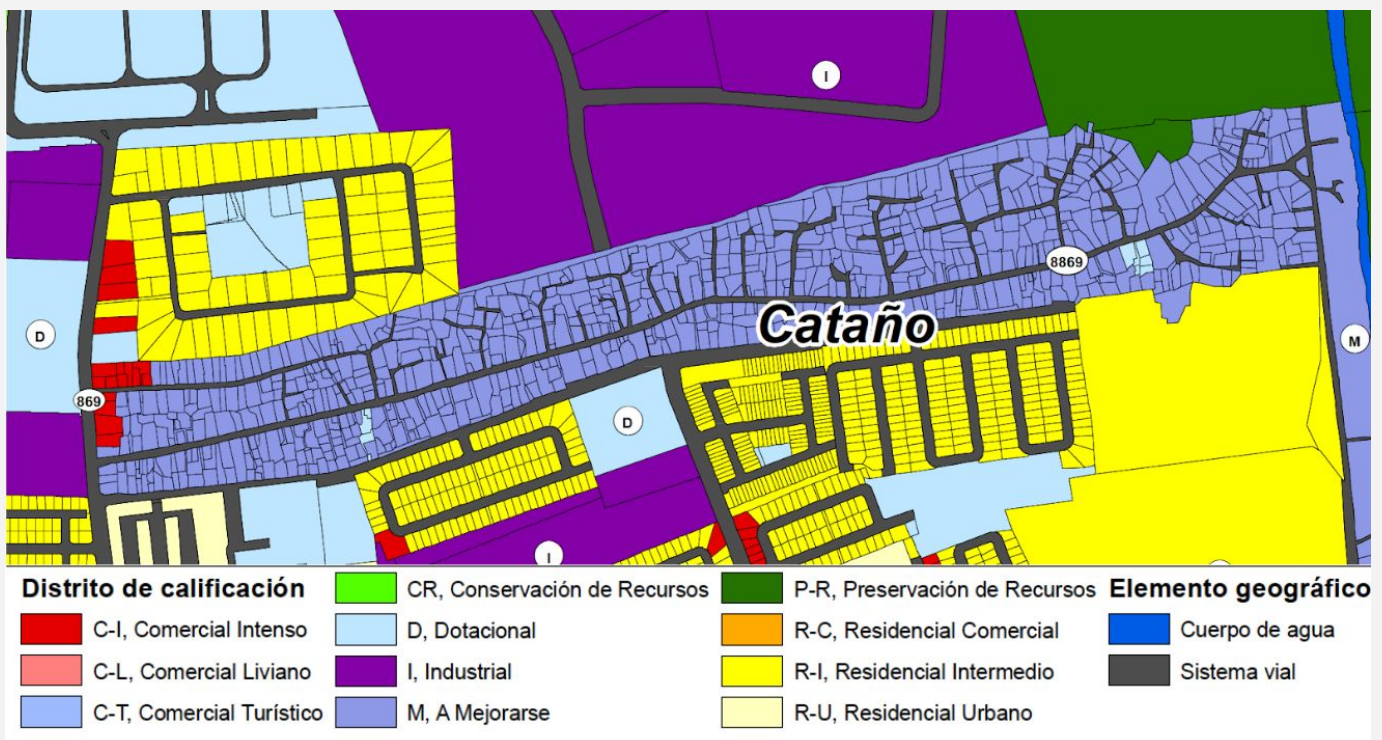 I
D
8869
Cataño
M
869
D
I
Distrito de calificación
C-I, Comercial Intenso
C-L, Comercial Liviano
C-T, Comercial Turístico
CR, Conservación de Recursos
D, Dotacional
I, Industrial
M, A Mejorarse
P-R, Preservación de Recursos
R-C, Residencial Comercial
R-I, Residencial Intermedio
R-U, Residencial Urbano
Elemento geográfico
Cuerpo de agua
Sistema vial